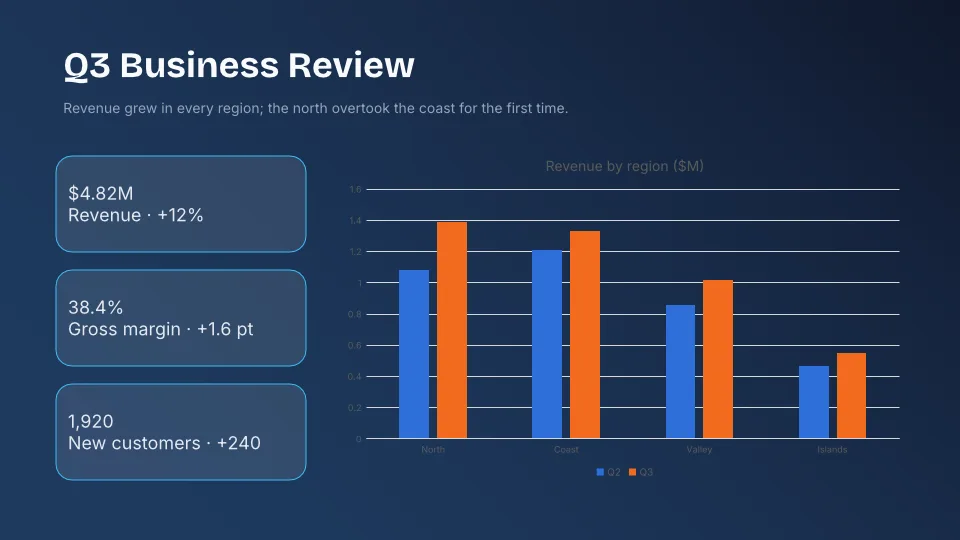 Q3 Business Review
Revenue grew in every region; the north overtook the coast for the first time.
$4.82M
Revenue · +12%
38.4%
Gross margin · +1.6 pt
1,920
New customers · +240
Revenue by region ($M)
1.6
1.4
1.2
1
0.8
0.6
0.4
0.2
0
North Coast Valley Islands
Q2 Q3